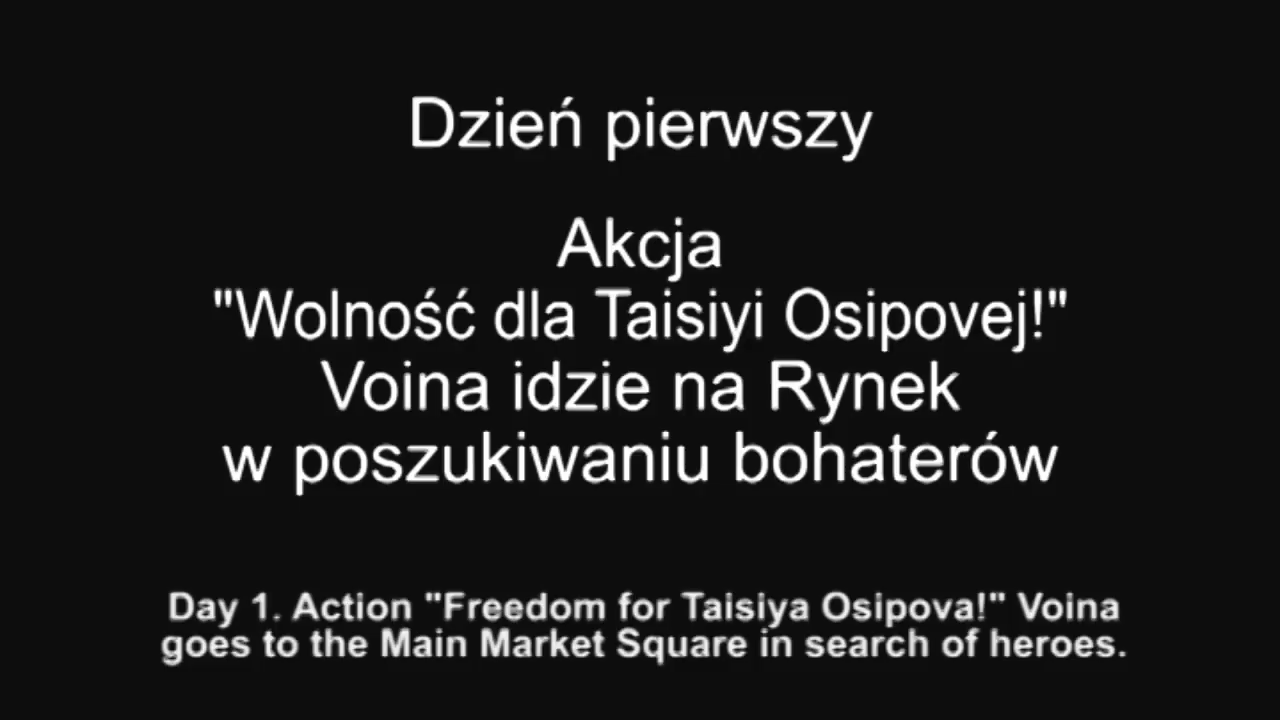 Dzień pierwszy
Akcja
"Wolność dla Taisiyi Osipovej!"
Voina idzie na Rynek
w poszukiwaniu bohaterów
Day 1. Action "Freedom for Taisiya Osipova!" Voina
goes to the Main Market Square in search of heroes.